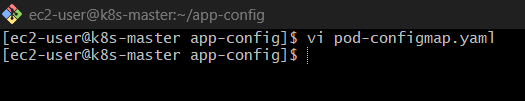 ec2-user@k8s-master:~/app-config
[ec2-user@k8s-master app-config]$ vi pod-configmap.yaml
[ec2-user@k8s-master app-config]$